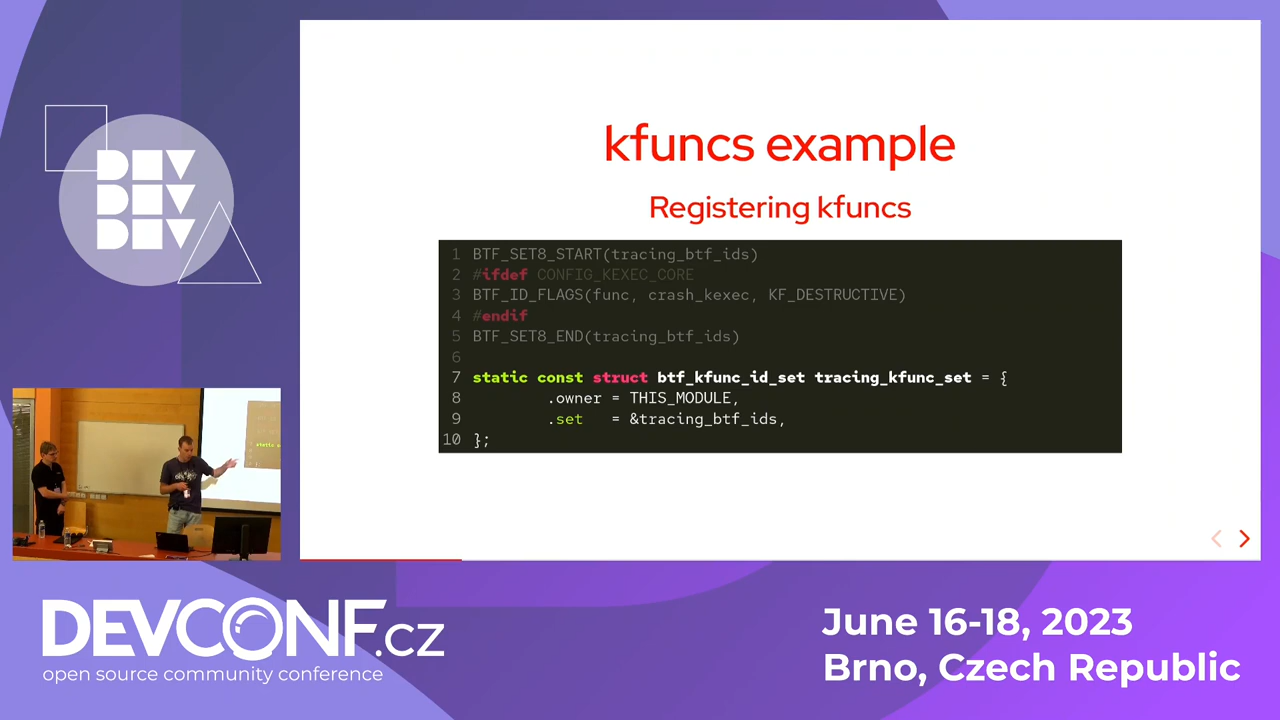 DEV
DEV
DEV
kfuncs example
Registering kfuncs
1 BTF_SET8_START(tracing_btf_ids)
2 #ifdef CONFIG_KEXEC_CORE
3 BTF_ID_FLAGS(func, crash_kexec, KF_DESTRUCTIVE)
4 #endif
5 BTF_SET8_END(tracing_btf_ids)
6
7 static const struct btf_kfunc_id_set tracing_kfunc_set = {
8         .owner = THIS_MODULE,
9         .set   = &tracing_btf_ids,
10 };
DEVCONF.cz
open source community conference
June 16-18, 2023
Brno, Czech Republic